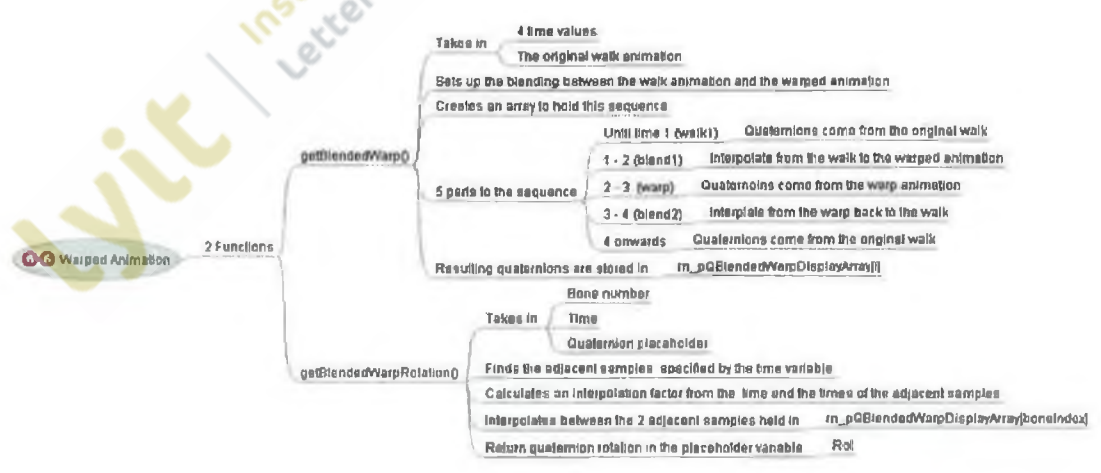 lyit
Letter
Takes in
4 time values
The original walk animation
Sets up the blending between the walk animation and the warped animation
Creates an array to hold this sequence
getBlendedWarp()
5 parts to the sequence
Until time 1 (walk1) Quaternions come from the original walk
1 - 2 (blend1) Interpolate from the walk to the warped animation
2 - 3 (warp) Quaternoins come from the warp animation
3 - 4 (blend2) Interplate from the warp back to the walk
4 onwards Quaternions come from the original walk
Resulting quaternions are stored in m_pQBlendedWarpDisplayArray[i]
Warped Animation
2 Functions
getBlendedWarpRotation()
Takes in
Bone number
Time
Quaternion placeholder
Finds the adjacent samples specified by the time variable
Calculates an interpolation factor from the time and the times of the adjacent samples
Interpolates between the 2 adjacent samples held in m_pQBlendedWarpDisplayArray[boneIndex]
Return quaternion rotation in the placeholder variable